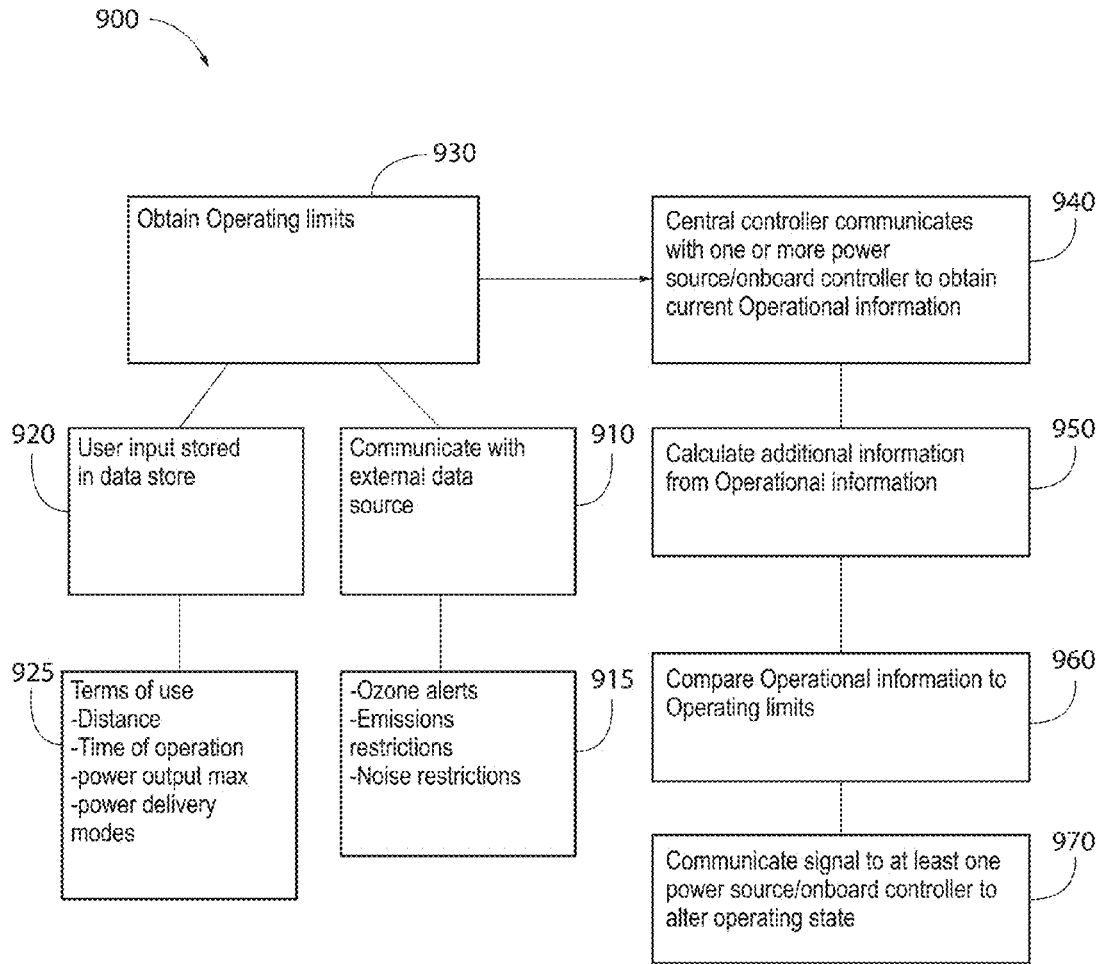 900
930
Obtain Operating limits
940
Central controller communicates
with one or more power
source/onboard controller to obtain
current Operational information
920
User input stored
in data store
910
Communicate with
external data
source
950
Calculate additional information
from Operational information
925
Terms of use
-Distance
-Time of operation
-power output max
-power delivery
modes
915
-Ozone alerts
-Emissions
restrictions
-Noise restrictions
960
Compare Operational information to
Operating limits
970
Communicate signal to at least one
power source/onboard controller to
alter operating state